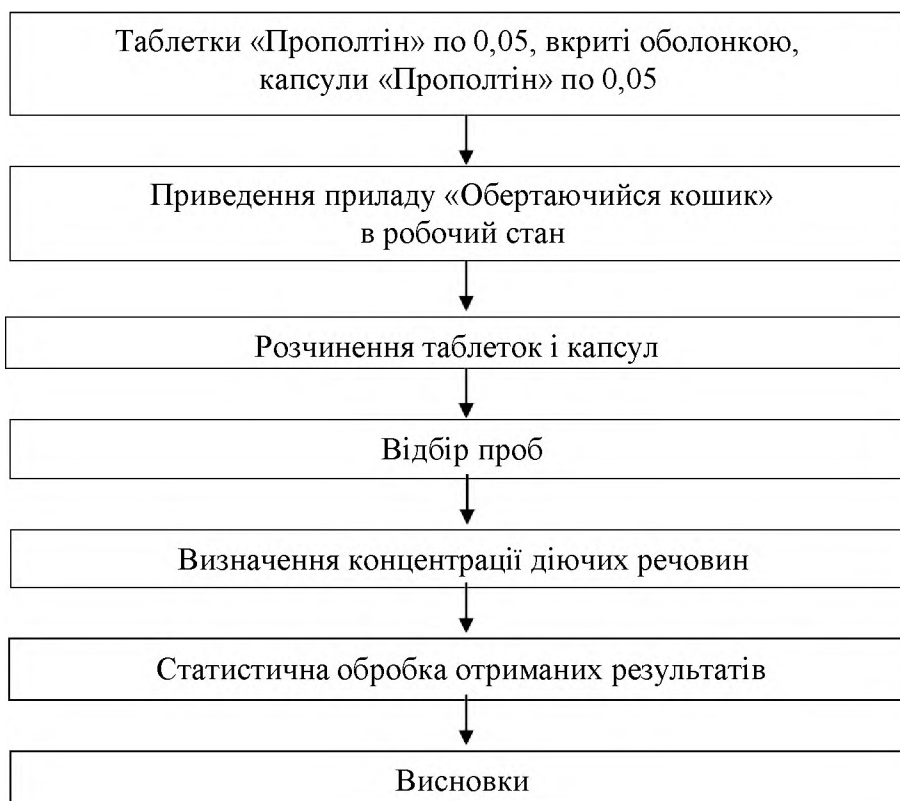 Таблетки «Прополтін» по 0,05, вкриті оболонкою,
капсули «Прополтін» по 0,05
Приведення приладу «Обертаючийся кошик»
в робочий стан
Розчинення таблеток і капсул
Відбір проб
Визначення концентрації діючих речовин
Статистична обробка отриманих результатів
Висновки